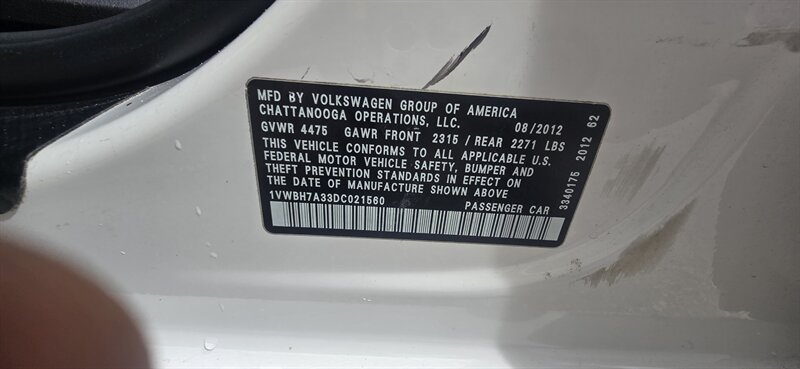 MFD BY VOLKSWAGEN GROUP OF AMERICA
CHATTANOOGA OPERATIONS, LLC. 08/2012
GVWR 4475 GAWR FRONT 2315 / REAR 2271 LBS
THIS VEHICLE CONFORMS TO ALL APPLICABLE U.S.
FEDERAL MOTOR VEHICLE SAFETY, BUMPER AND
THEFT PREVENTION STANDARDS IN EFFECT ON
THE DATE OF MANUFACTURE SHOWN ABOVE
1VWBH7A33DC021560 PASSENGER CAR
3340175 2012 62